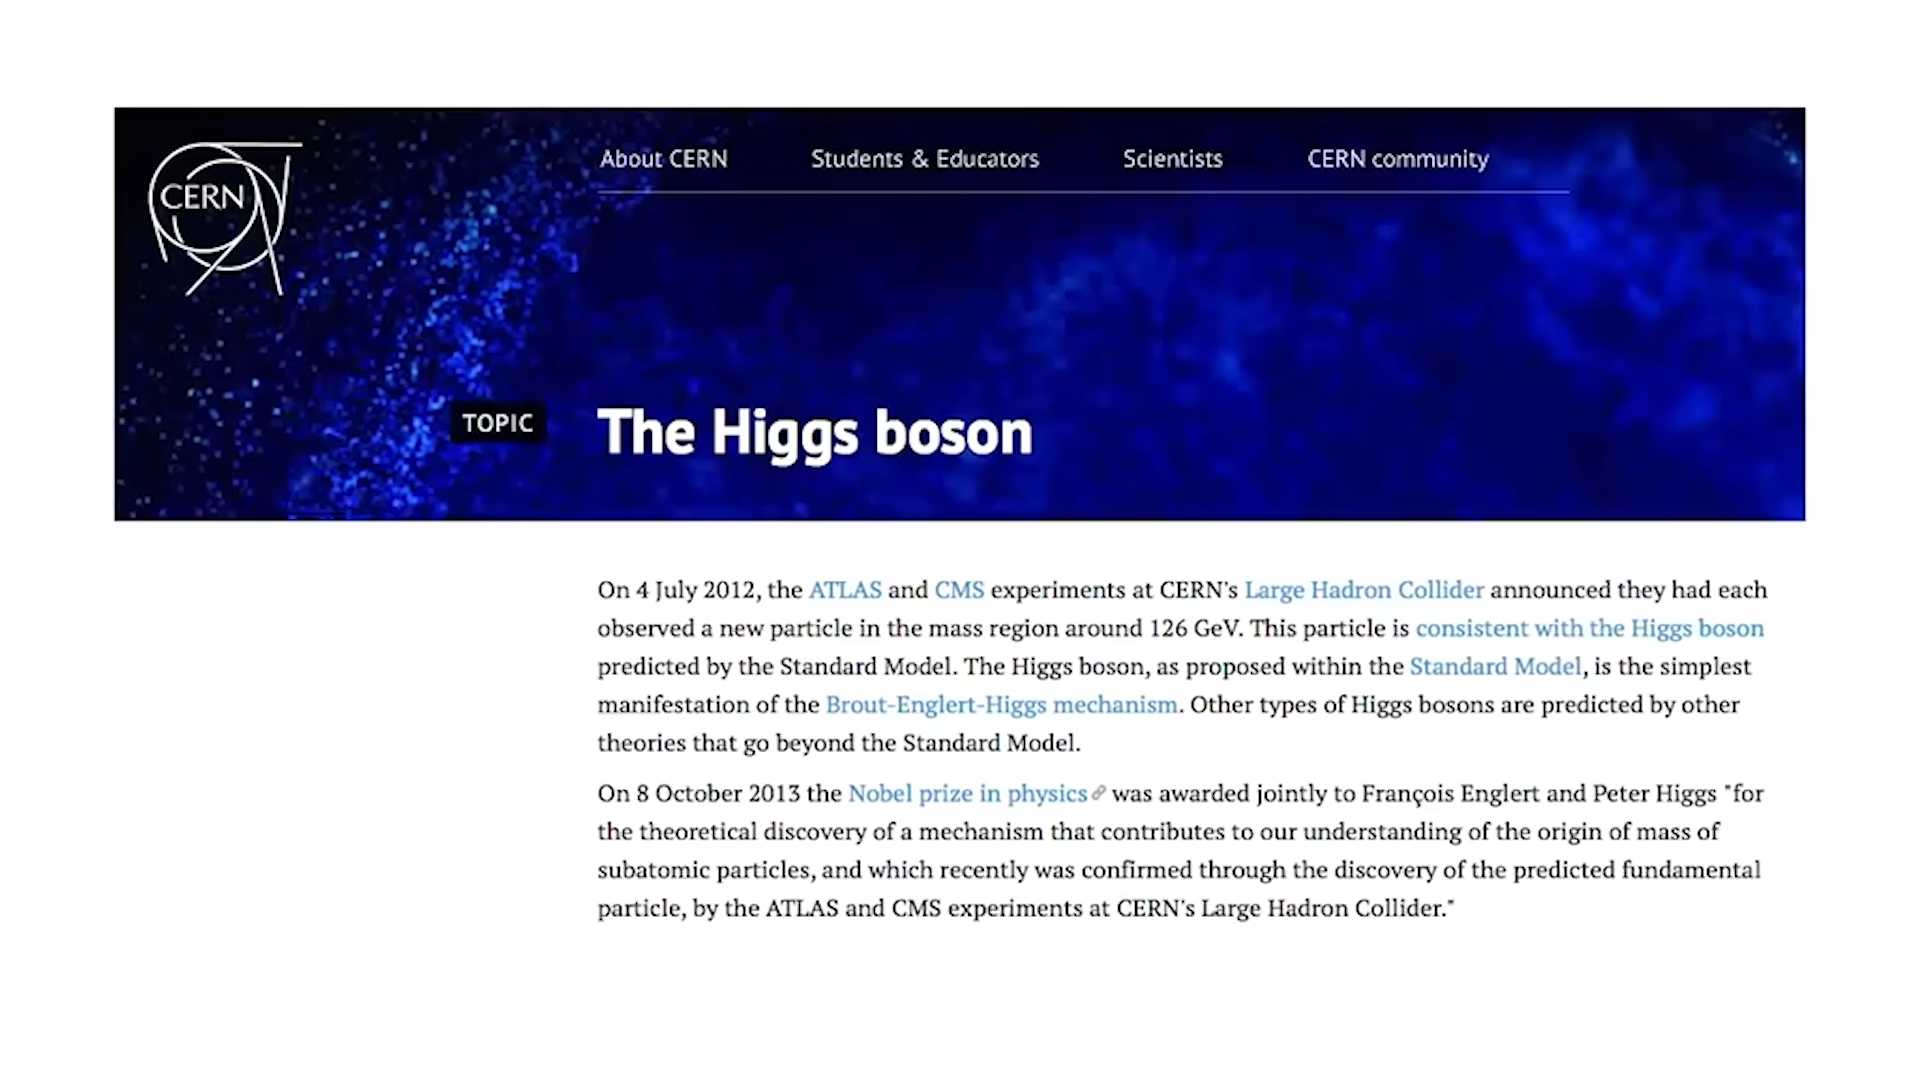 CERN
About CERN
Students & Educators
Scientists
CERN community
TOPIC
The Higgs boson
On 4 July 2012, the ATLAS and CMS experiments at CERN's Large Hadron Collider announced they had each
observed a new particle in the mass region around 126 GeV. This particle is consistent with the Higgs boson
predicted by the Standard Model. The Higgs boson, as proposed within the Standard Model, is the simplest
manifestation of the Brout-Englert-Higgs mechanism. Other types of Higgs bosons are predicted by other
theories that go beyond the Standard Model.
On 8 October 2013 the Nobel prize in physics was awarded jointly to François Englert and Peter Higgs "for
the theoretical discovery of a mechanism that contributes to our understanding of the origin of mass of
subatomic particles, and which recently was confirmed through the discovery of the predicted fundamental
particle, by the ATLAS and CMS experiments at CERN's Large Hadron Collider."